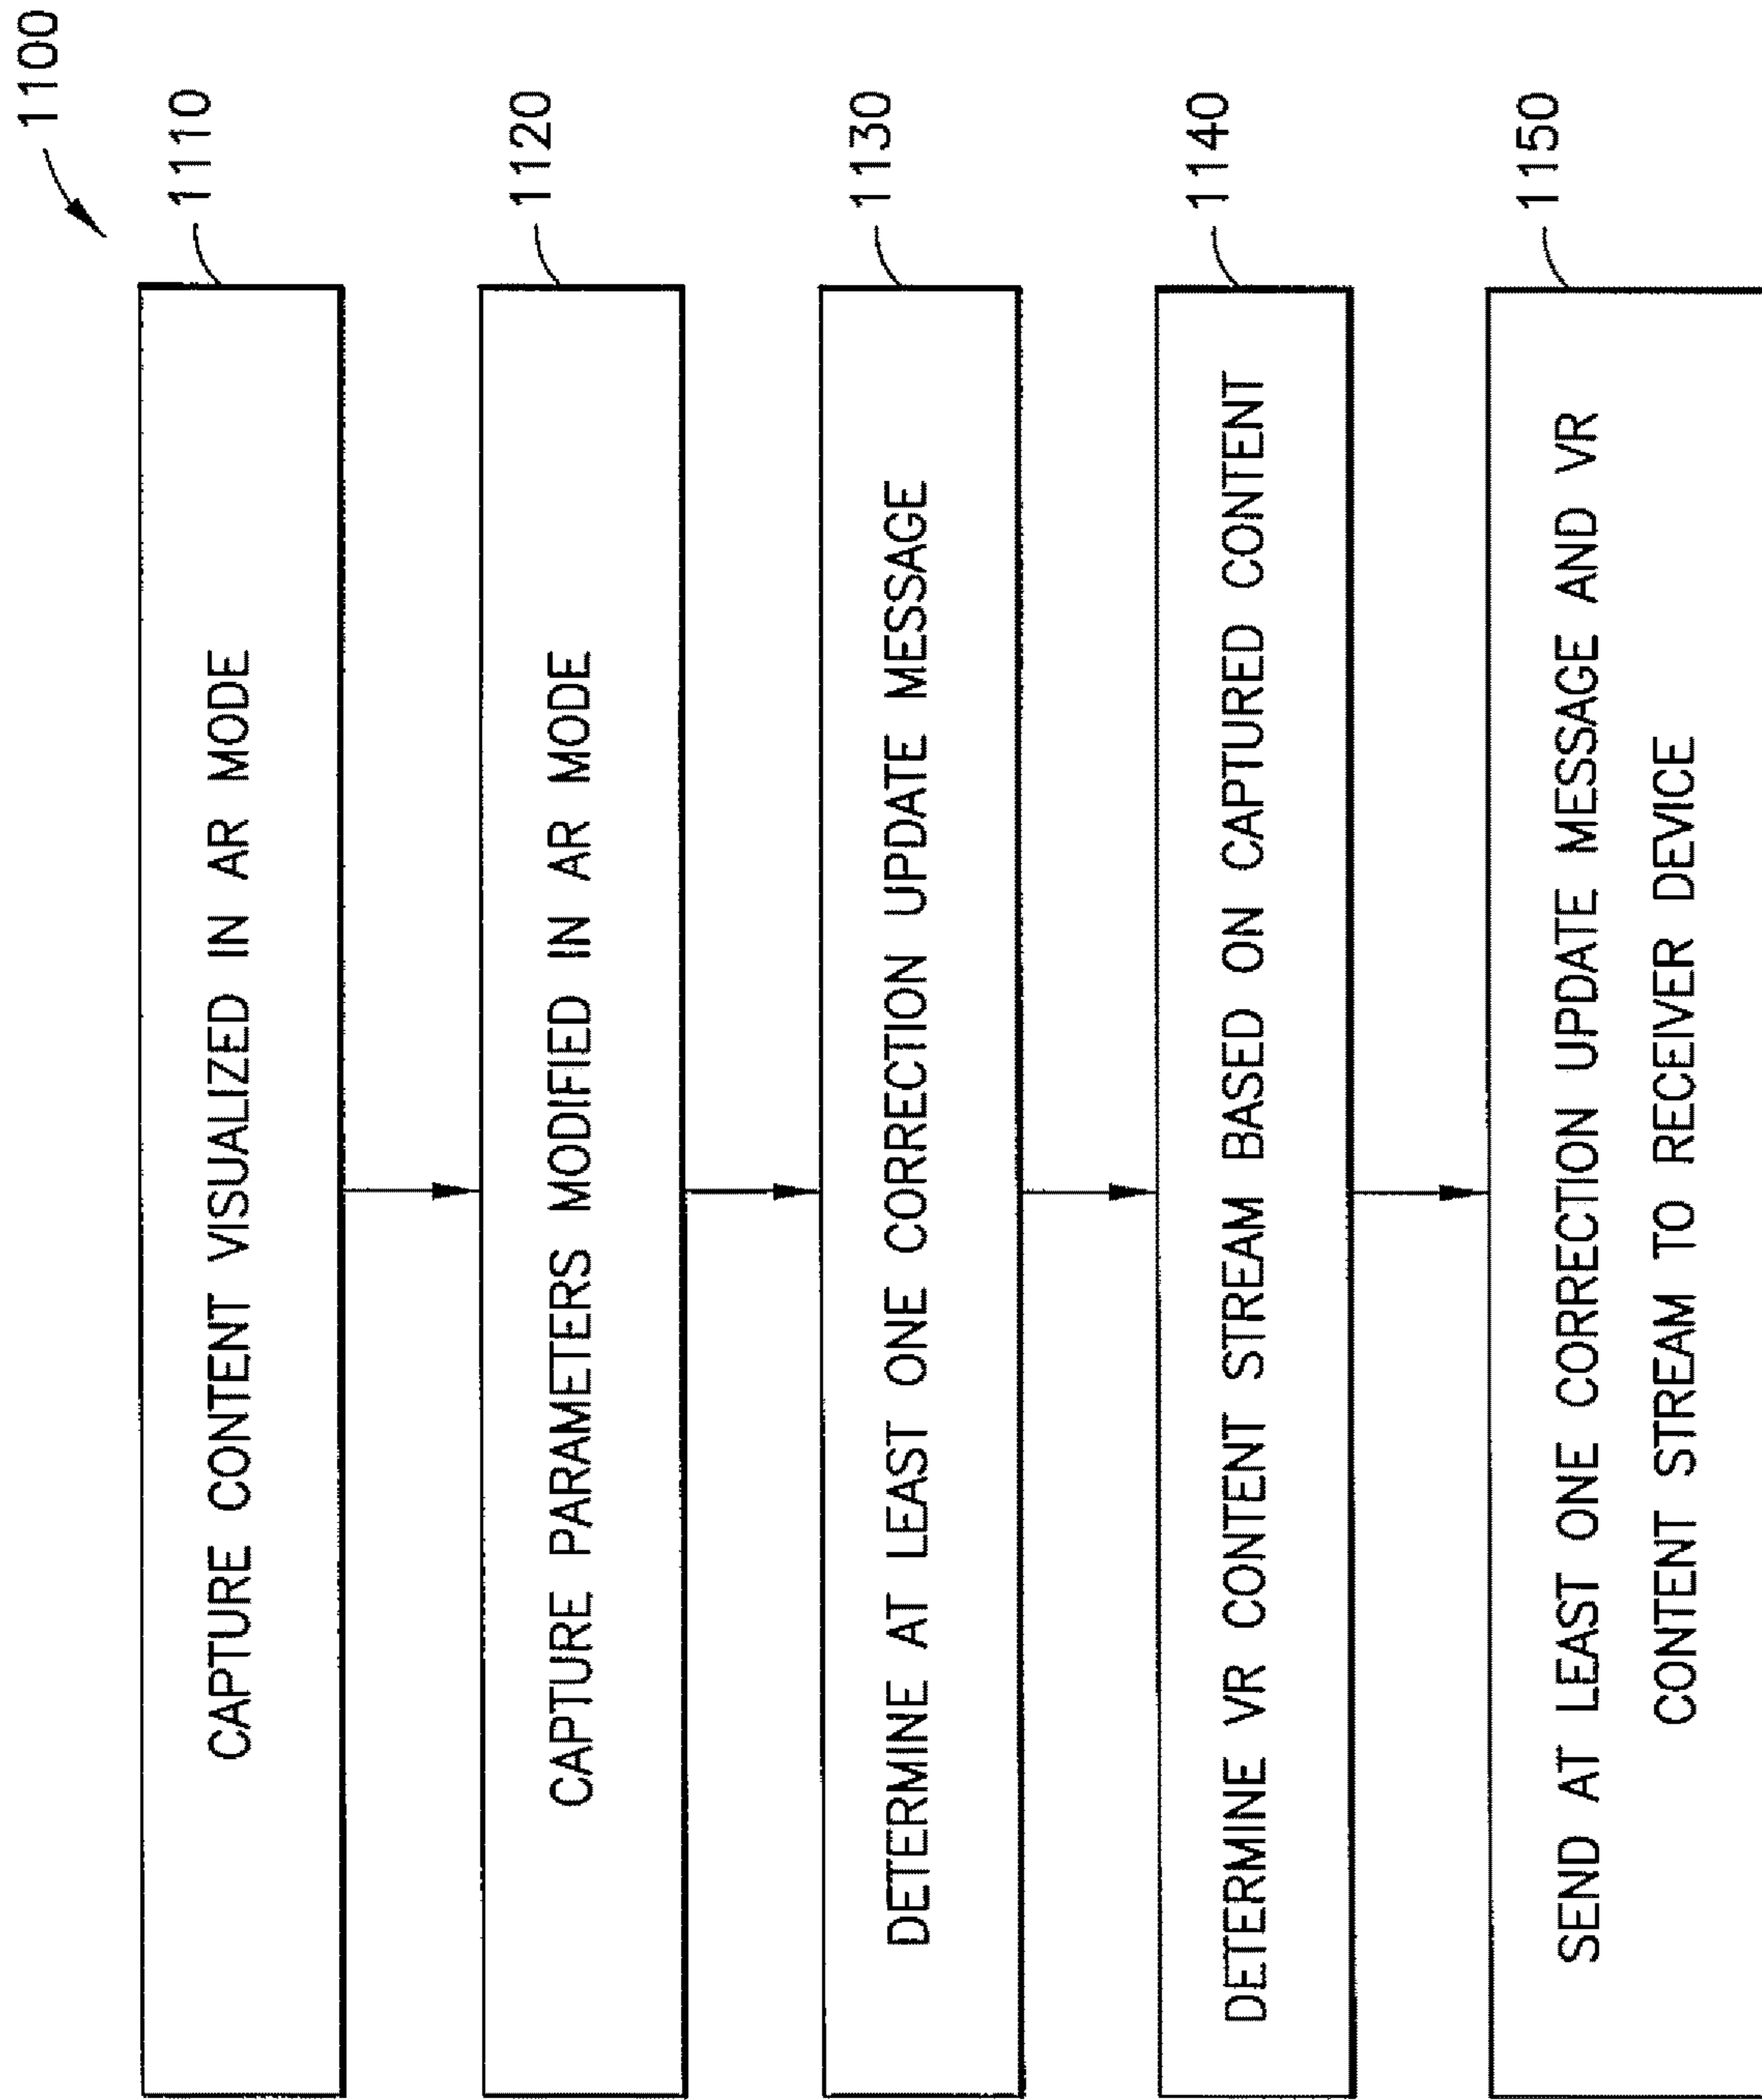 1100
CAPTURE CONTENT VISUALIZED IN AR MODE
1110
CAPTURE PARAMETERS MODIFIED IN AR MODE
1120
DETERMINE AT LEAST ONE CORRECTION UPDATE MESSAGE
1130
DETERMINE VR CONTENT STREAM BASED ON CAPTURED CONTENT
1140
SEND AT LEAST ONE CORRECTION UPDATE MESSAGE AND VR
CONTENT STREAM TO RECEIVER DEVICE
1150